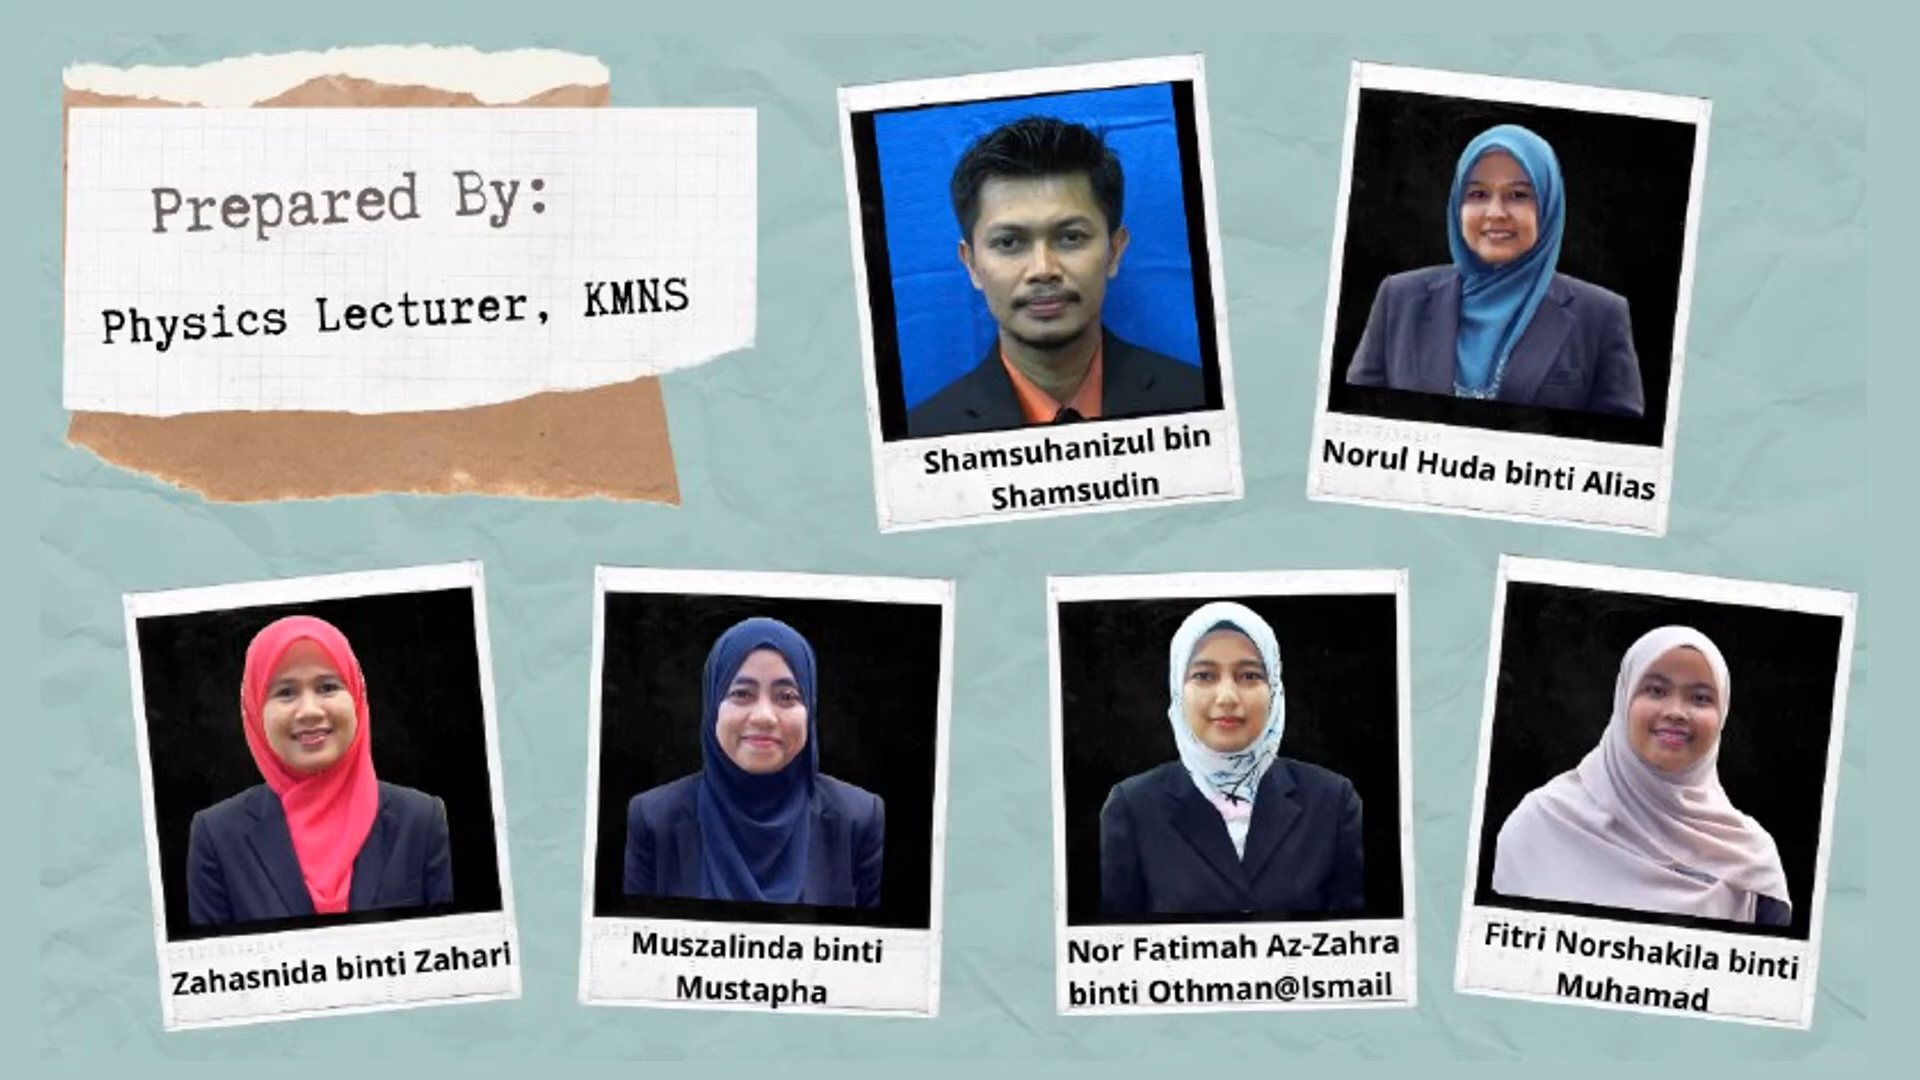 Prepared By:
Physics Lecturer, KMNS
Shamsuhanizul bin
Shamsudin
Norul Huda binti Alias
Zahasnida binti Zahari
Muszalinda binti
Mustapha
Nor Fatimah Az-Zahra
binti Othman@Ismail
Fitri Norshakila binti
Muhamad